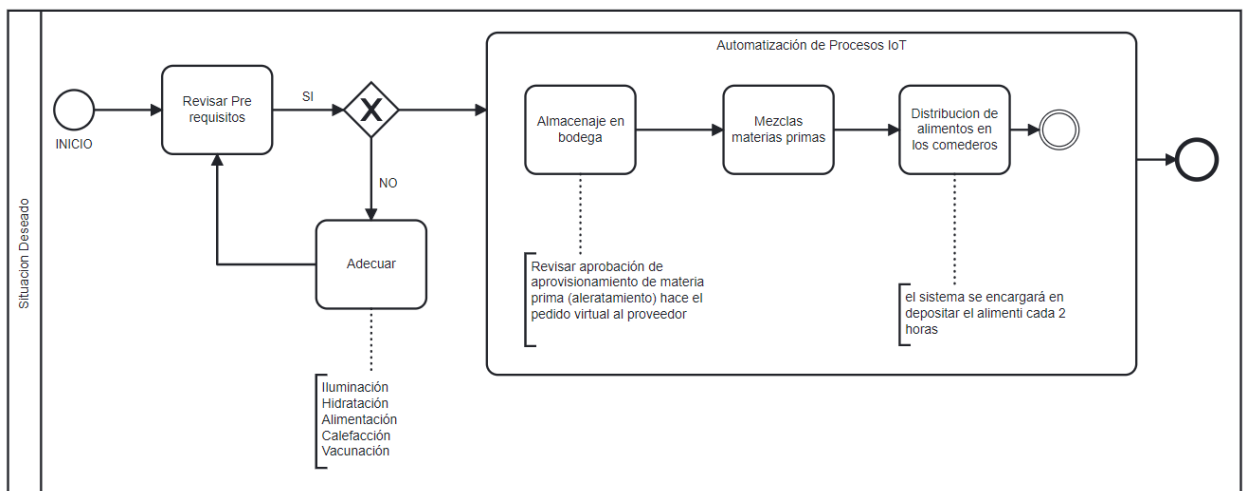 Situacion Deseado
INICIO
Revisar Pre
requisitos
SI
X
NO
Adecuar
Iluminación
Hidratación
Alimentación
Calefacción
Vacunación
Automatización de Procesos IoT
Almacenaje en
bodega
Mezclas
materias primas
Distribucion de
alimentos en
los comederos
Revisar aprobación de
aprovisionamiento de materia
prima (aleratamiento) hace el
pedido virtual al proveedor
el sistema se encargará en
depositar el alimenti cada 2
horas